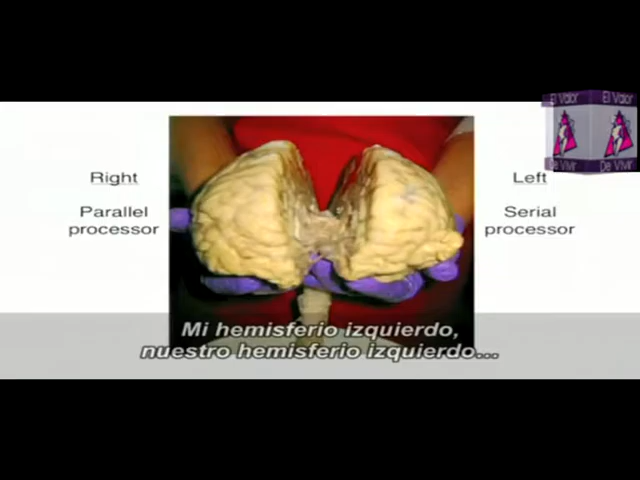 El Valor
El Valor
De Vivir
De Vivir
Right
Left
Parallel
processor
Serial
processor
Mi hemisferio izquierdo,
nuestro hemisferio izquierdo...